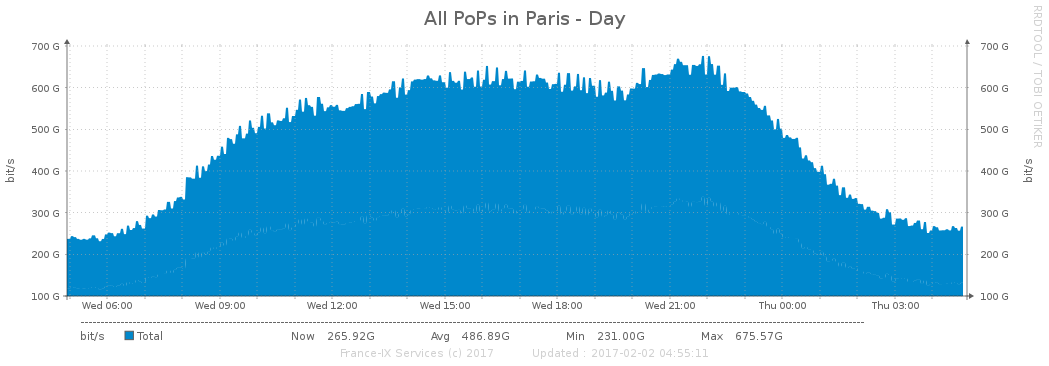 All PoPs in Paris - Day
RRDTOOL / TOBI OETIKER
700 G 700 G
600 G 600 G
500 G 500 G
400 G 400 G
300 G 300 G
200 G 200 G
100 G 100 G
bit/s bit/s
Wed 06:00 Wed 09:00 Wed 12:00 Wed 15:00 Wed 18:00 Wed 21:00 Thu 00:00 Thu 03:00
bit/s Total Now 265.92G Avg 486.89G Min 231.00G Max 675.57G
France-IX Services (c) 2017 Updated : 2017-02-02 04:55:11